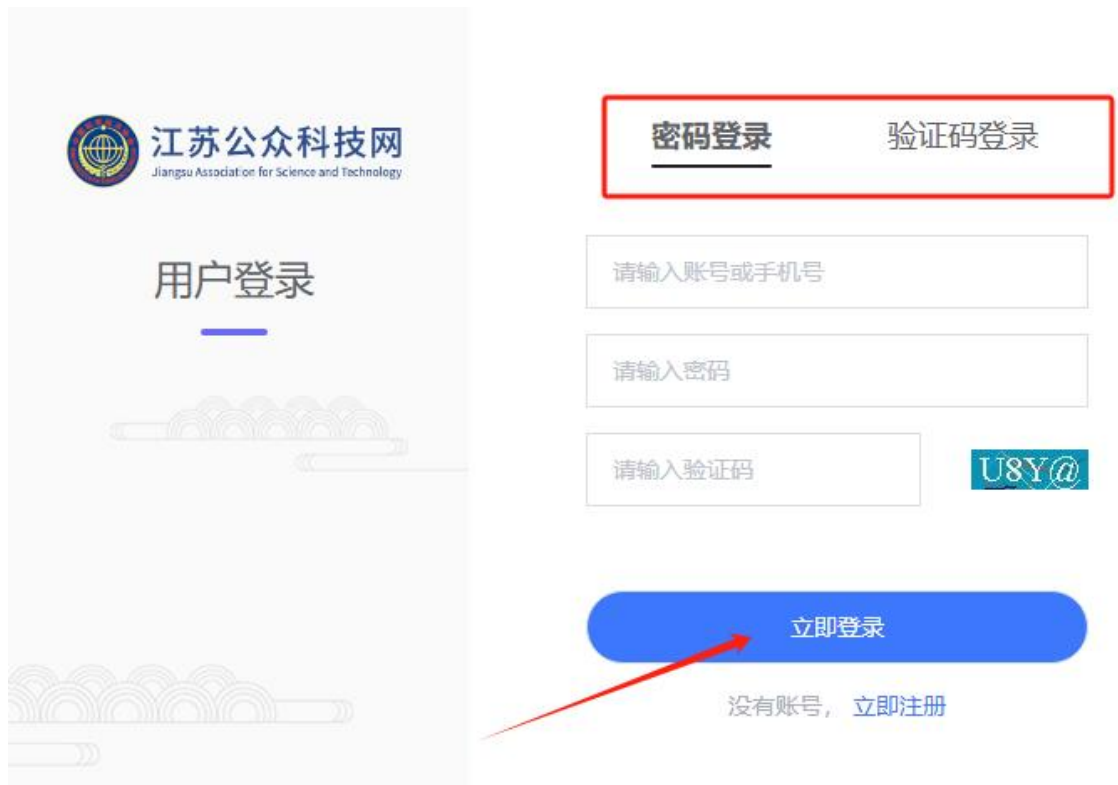 江苏公众科技网
Jiangsu Association for Science and Technology
用户登录
密码登录 验证码登录
请输入账号或手机号
请输入密码
请输入验证码 U8Y@
立即登录
没有账号， 立即注册